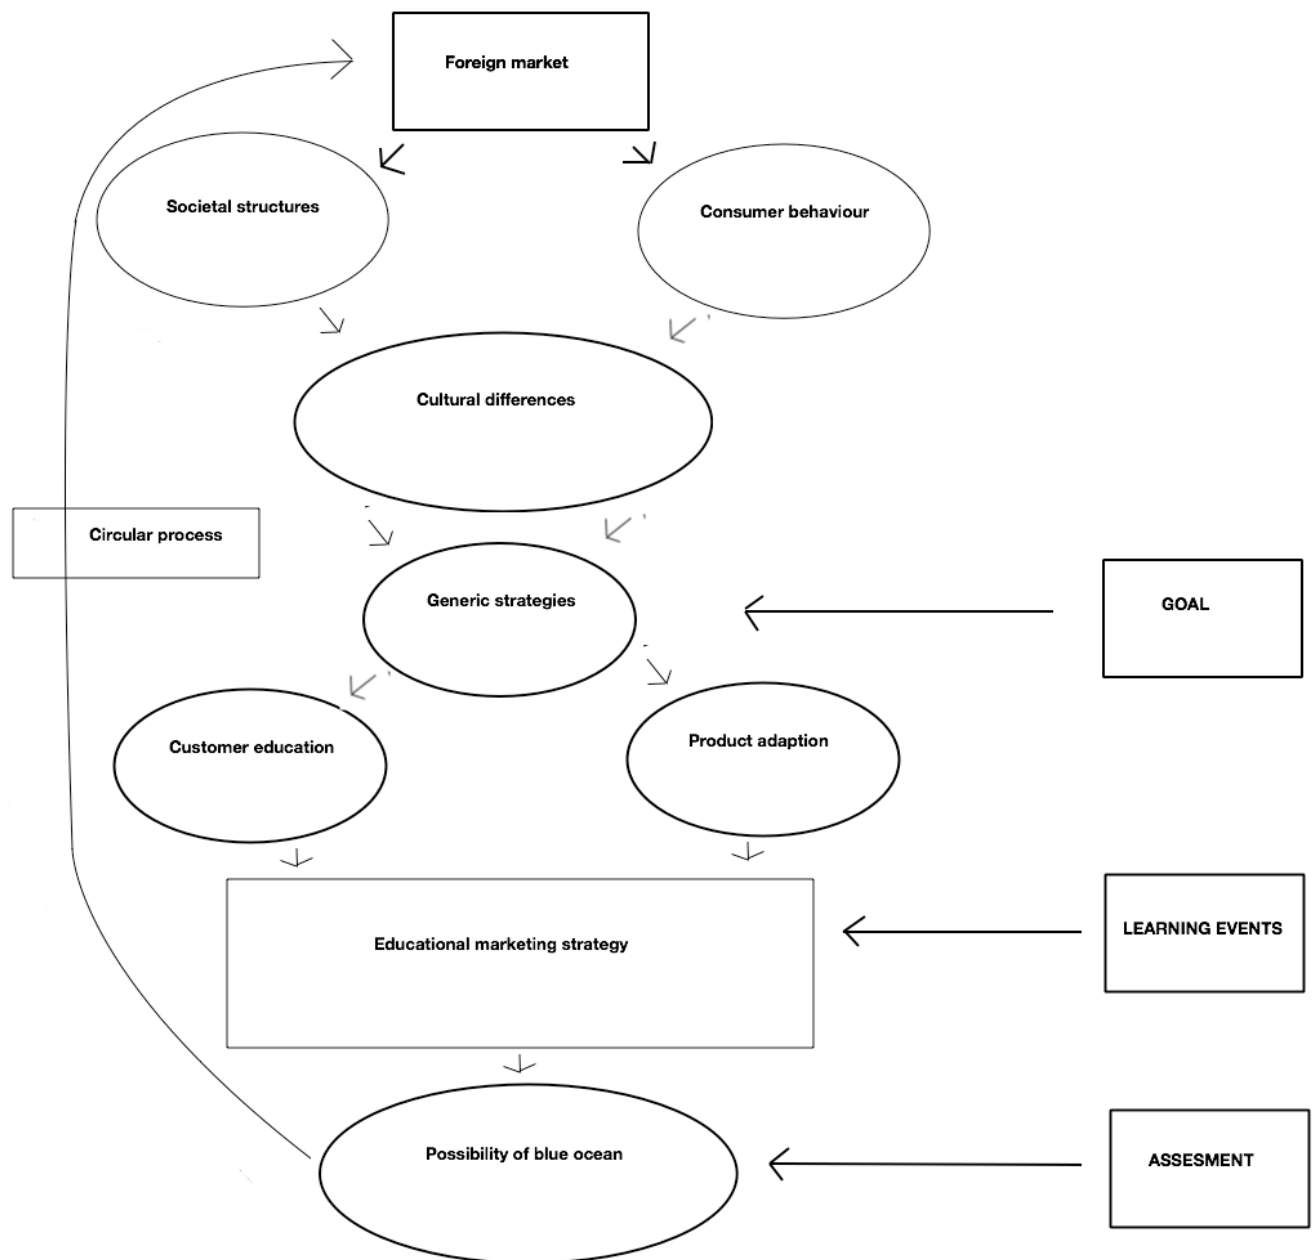 Foreign market
Societal structures
Consumer behaviour
Cultural differences
Circular process
Generic strategies
GOAL
Customer education
Product adaption
Educational marketing strategy
LEARNING EVENTS
Possibility of blue ocean
ASSESMENT